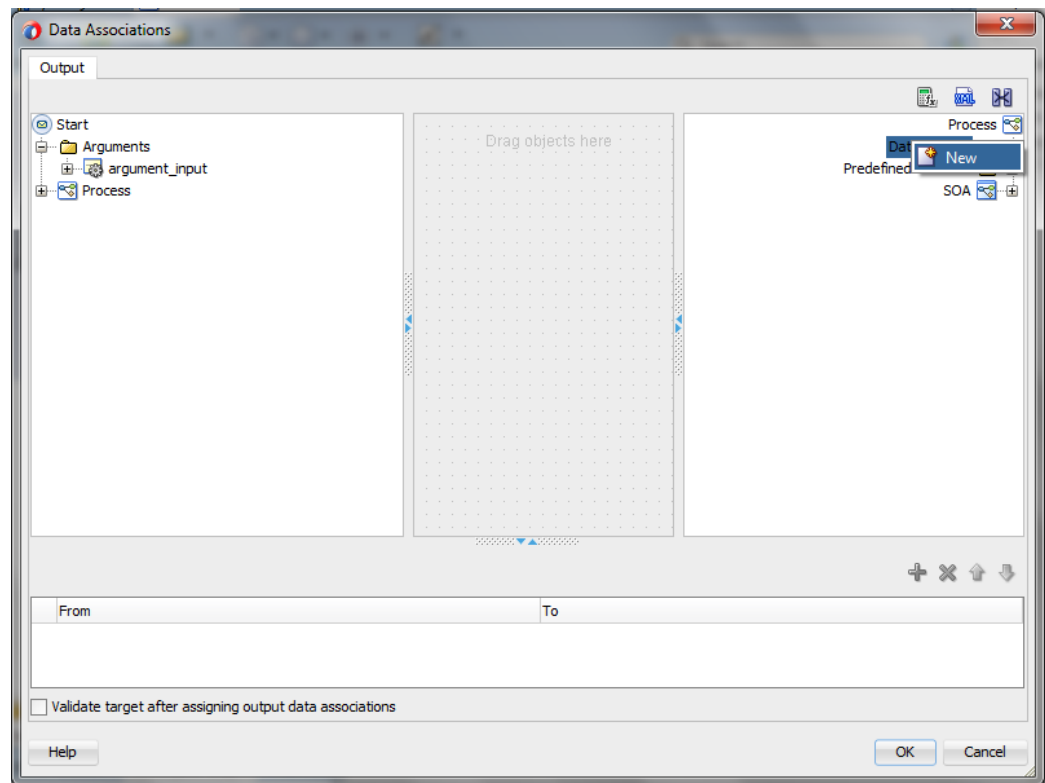 Data Associations
Output
Start
Arguments
argument_input
Process
Process
New
Predefined
SOA
Drag objects here
From To
Validate target after assigning output data associations
Help OK Cancel